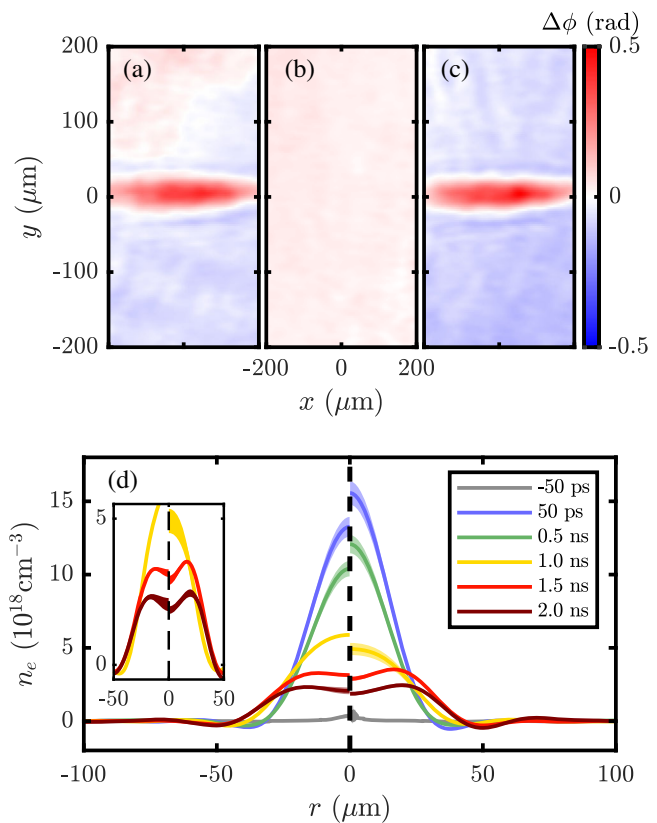 Δϕ (rad)
200
100
0
-100
-200
y (μm)
(a)
(b)
(c)
0.5
0
-0.5
-200
0
200
x (μm)
(d)
15
10
5
0
n_e (10^18 cm^−3)
5
0
-50
0
50
-50 ps
50 ps
0.5 ns
1.0 ns
1.5 ns
2.0 ns
-100
-50
0
50
100
r (μm)